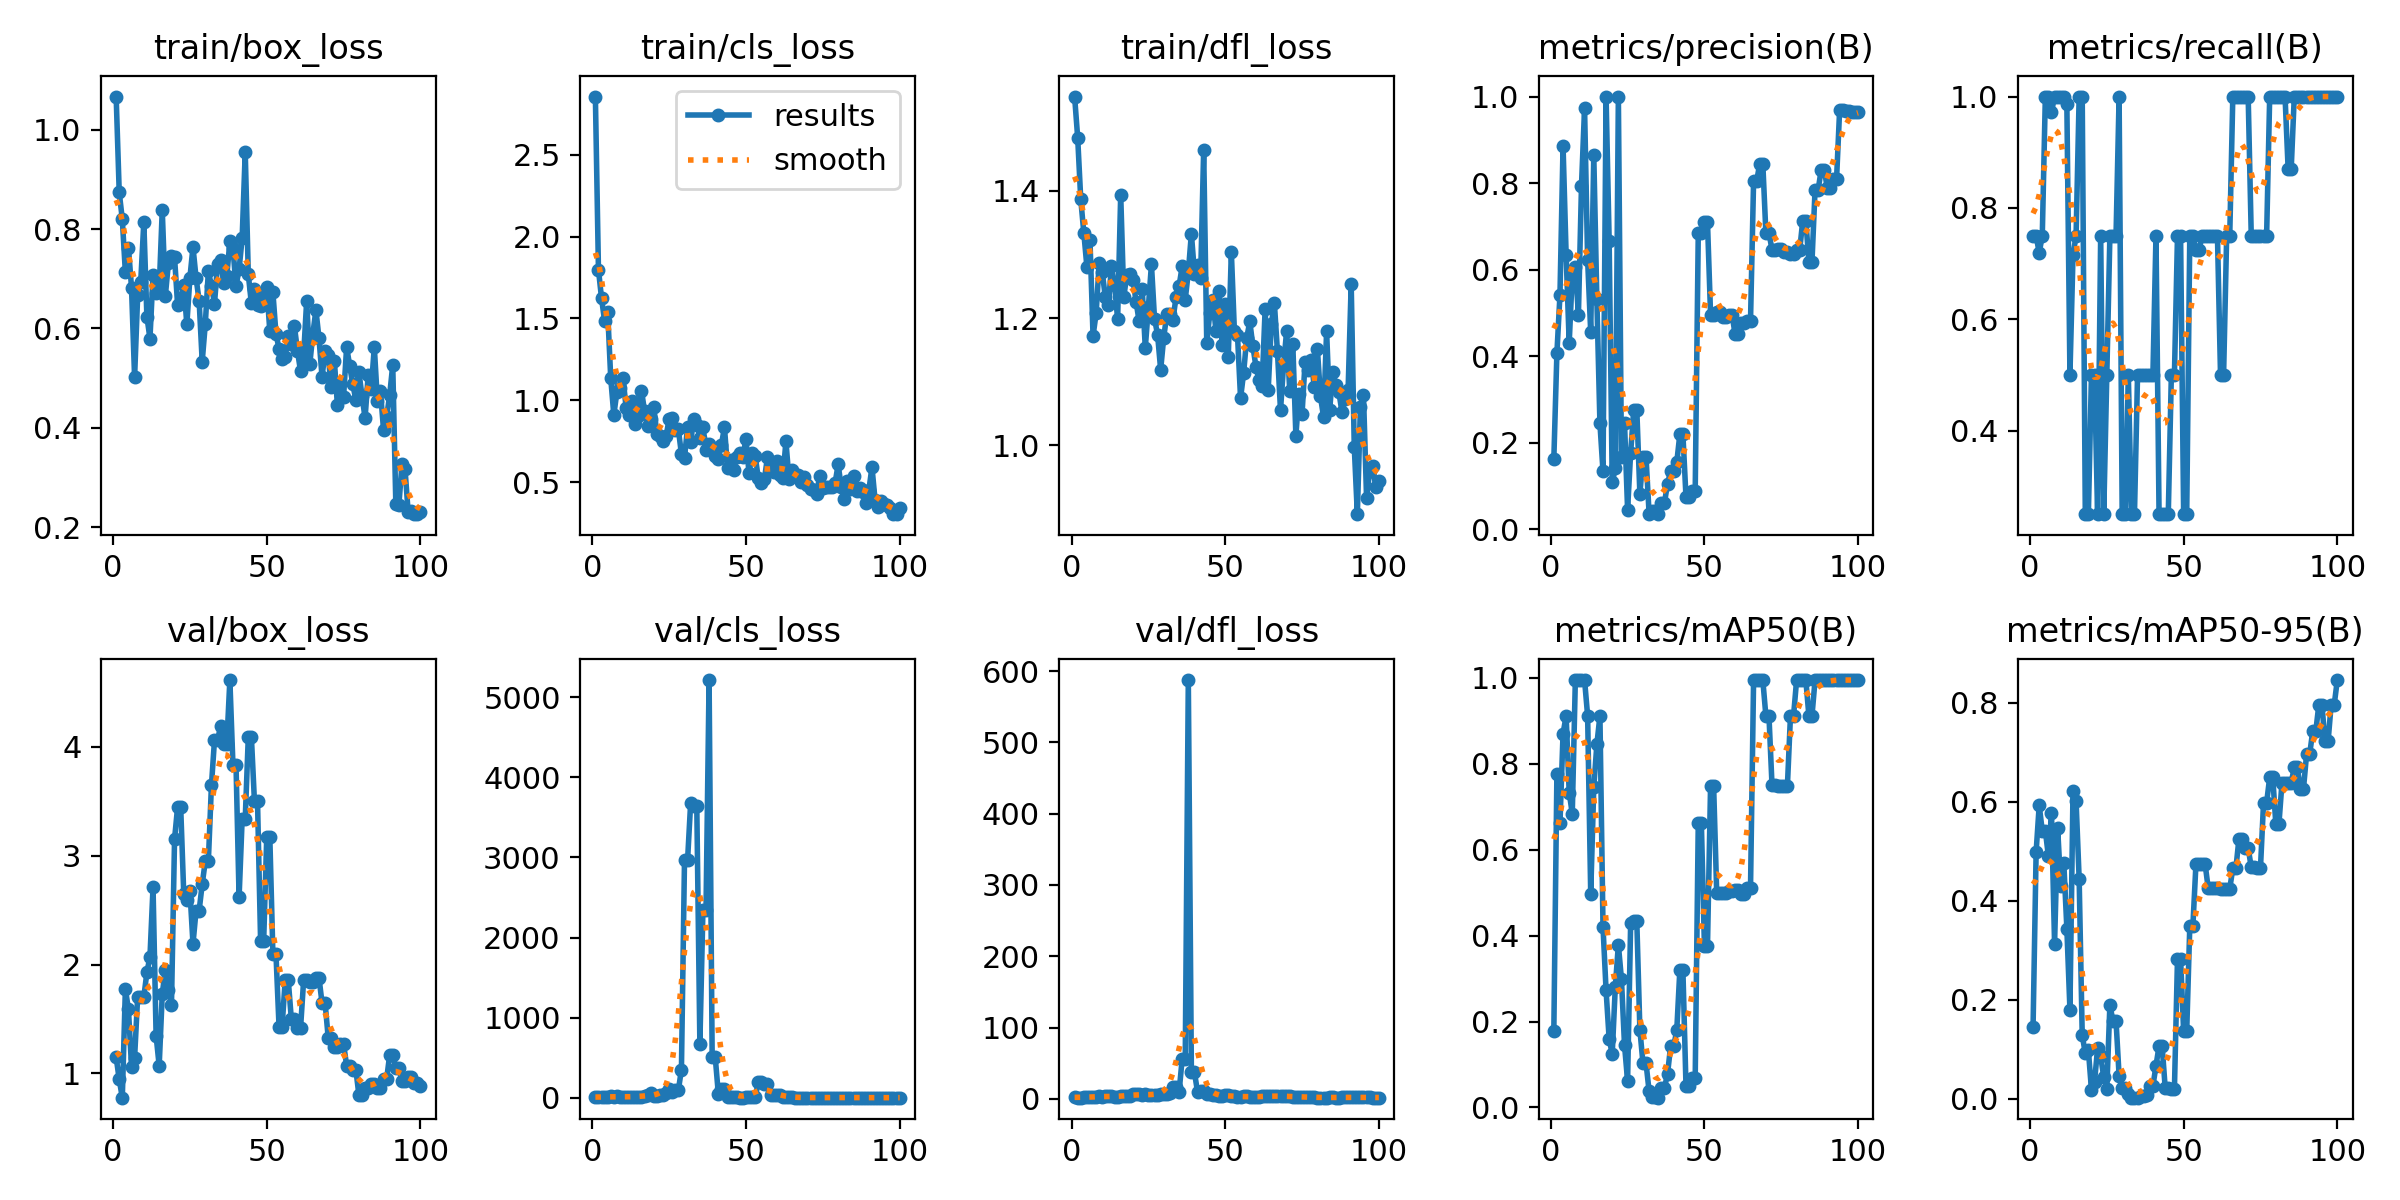 train/box_loss
1.0
0.8
0.6
0.4
0.2
0 50 100
train/cls_loss
results
smooth
2.5
2.0
1.5
1.0
0.5
0 50 100
train/dfl_loss
1.4
1.2
1.0
0 50 100
metrics/precision(B)
1.0
0.8
0.6
0.4
0.2
0.0
0 50 100
metrics/recall(B)
1.0
0.8
0.6
0.4
0 50 100
val/box_loss
4
3
2
1
0 50 100
val/cls_loss
5000
4000
3000
2000
1000
0
0 50 100
val/dfl_loss
600
500
400
300
200
100
0
0 50 100
metrics/mAP50(B)
1.0
0.8
0.6
0.4
0.2
0.0
0 50 100
metrics/mAP50-95(B)
0.8
0.6
0.4
0.2
0.0
0 50 100